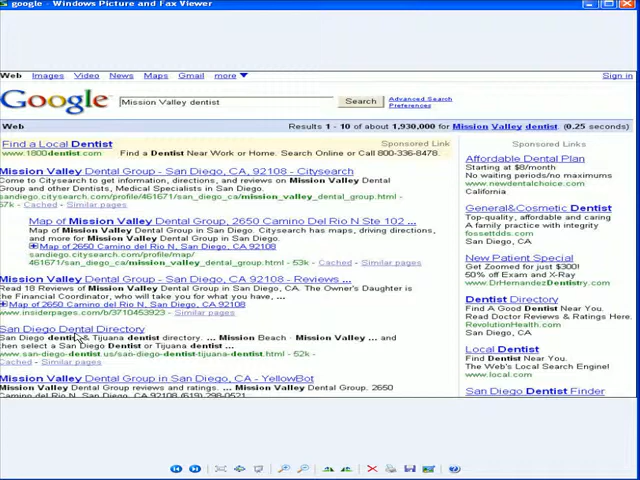 google - Windows Picture and Fax Viewer
Web Images Video News Maps Gmail more Sign in
Google Mission Valley dentist Search Advanced Search
Preferences
Web Results 1 - 10 of about 1,930,000 for Mission Valley dentist. (0.25 seconds)
Find a Local Dentist Sponsored Link
www.1800dentist.com Find a Dentist Near Work or Home. Search Online or Call 800-336-8478.
Mission Valley Dental Group - San Diego, CA, 92108 - Citysearch
Come to Citysearch to get information, directions, and reviews on Mission Valley Dental
Group and other Dentists, Medical Specialists in San Diego.
sandiego.citysearch.com/profile/461671/san_diego_ca/mission_valley_dental_group.html -
57k - Cached - Similar pages
Map of Mission Valley Dental Group, 2650 Camino Del Rio N Ste 102 ...
Map of Mission Valley Dental Group in San Diego. Citysearch has maps, driving directions,
and more for Mission Valley Dental Group in San Diego.
Map of 2650 Camino del Rio N, San Diego, CA 92108
sandiego.citysearch.com/profile/map/
461671/san_diego_ca/mission_valley_dental_group.html - 53k - Cached - Similar pages
Mission Valley Dental Group - San Diego, CA 92108 - Reviews ...
Read 18 Reviews of Mission Valley Dental Group in San Diego. The Owner's Daughter is
the Financial Coordinator, who will take you for what you have, ...
Map of 2650 Camino del Rio N, San Diego, CA 92108
www.insiderpages.com/b/3710453923 - Similar pages
San Diego Dental Directory
San Diego dentist & Tijuana dentist directory. ... Mission Beach · Mission Valley ... and
then select a San Diego Dentist or Tijuana dentist ...
www.san-diego-dentist.us/san-diego-dentist-tijuana-dentist.html - 52k -
Cached - Similar pages
Mission Valley Dental Group in San Diego, CA - YellowBot
Mission Valley Dental Group reviews and ratings. ... Mission Valley Dental Group. 2650
Camino del Rio N, San Diego, CA 92108 (619) 298-0521
Sponsored Links
Affordable Dental Plan
Starting at $8/month
No waiting periods/no maximums
www.newdentalchoice.com
General&Cosmetic Dentist
Top-quality, affordable and caring
A family practice with integrity
fossettdds.com
San Diego, CA
New Patient Special
Get Zoomed for just $300!
50% off Exam and X-Ray
www.DrHernandezDentistry.com
Dentist Directory
Find A Good Dentist Near You.
Read Doctor Reviews & Ratings Here!
RevolutionHealth.com
San Diego, CA
Local Dentist
Find Dentist Near You.
The Web's Local Search Engine!
www.local.com
San Diego Dentist Finder